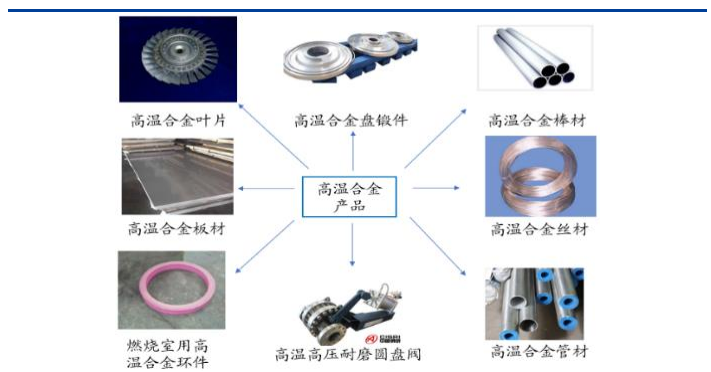 高温合金叶片
高温合金盘锻件
高温合金棒材
高温合金
产品
高温合金板材
高温合金丝材
燃烧室用高
温合金环件
高温高压耐磨圆盘阀
高温合金管材